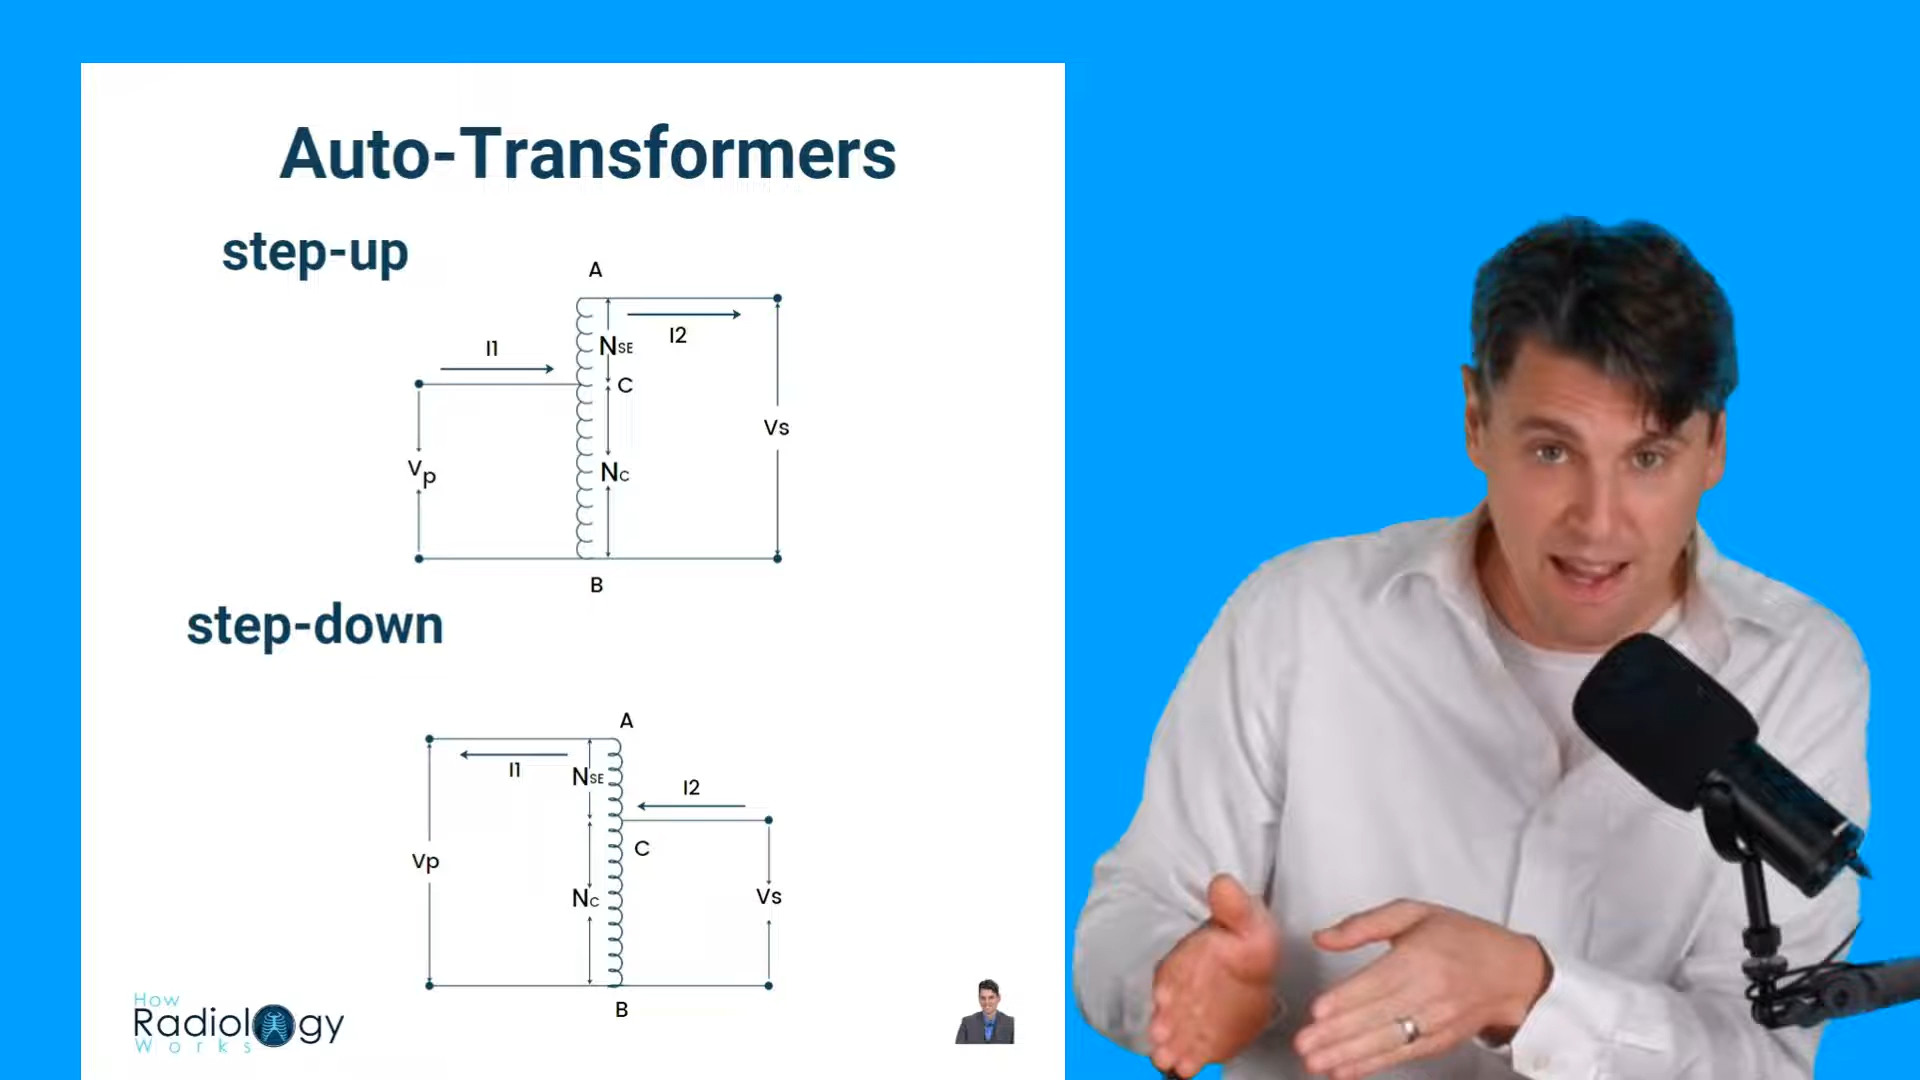 Auto-Transformers
step-up
A
I2
NSE
I1
C
Vs
Vp
NC
B
step-down
A
I1
NSE
I2
C
Vp
NC
Vs
B
How
Radiology
Works